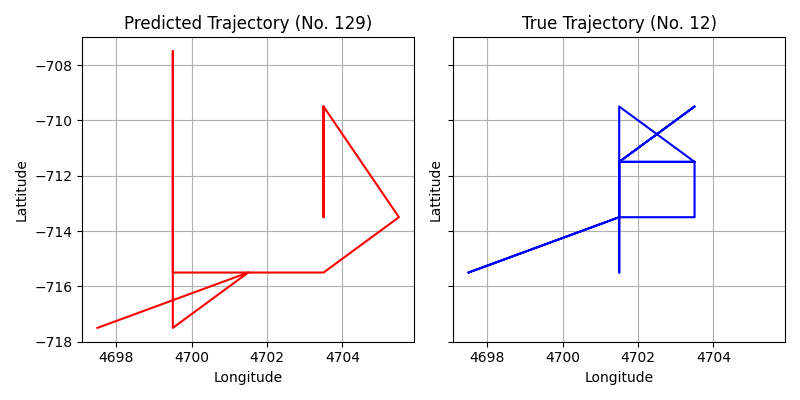 Predicted Trajectory (No. 129)
True Trajectory (No. 12)
Lattitude
−708
−710
−712
−714
−716
−718
4698
4700
4702
4704
Longitude
Lattitude
4698
4700
4702
4704
Longitude